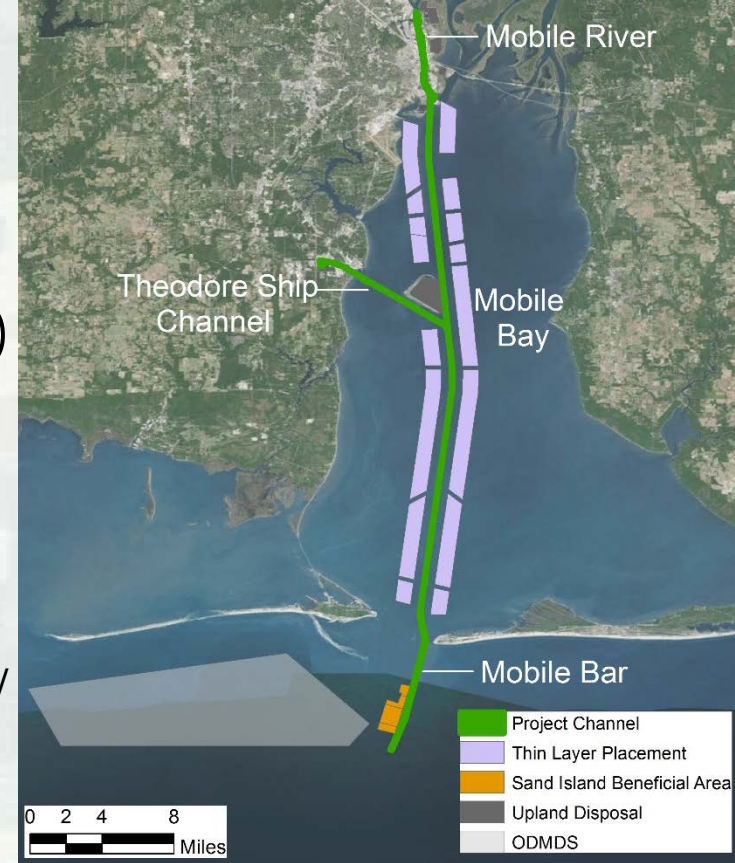 Mobile River
Theodore Ship
Channel
Mobile
Bay
)
/
Mobile Bar
Project Channel
Thin Layer Placement
Sand Island Beneficial Area
Upland Disposal
ODMDS
0 2 4 8
Miles